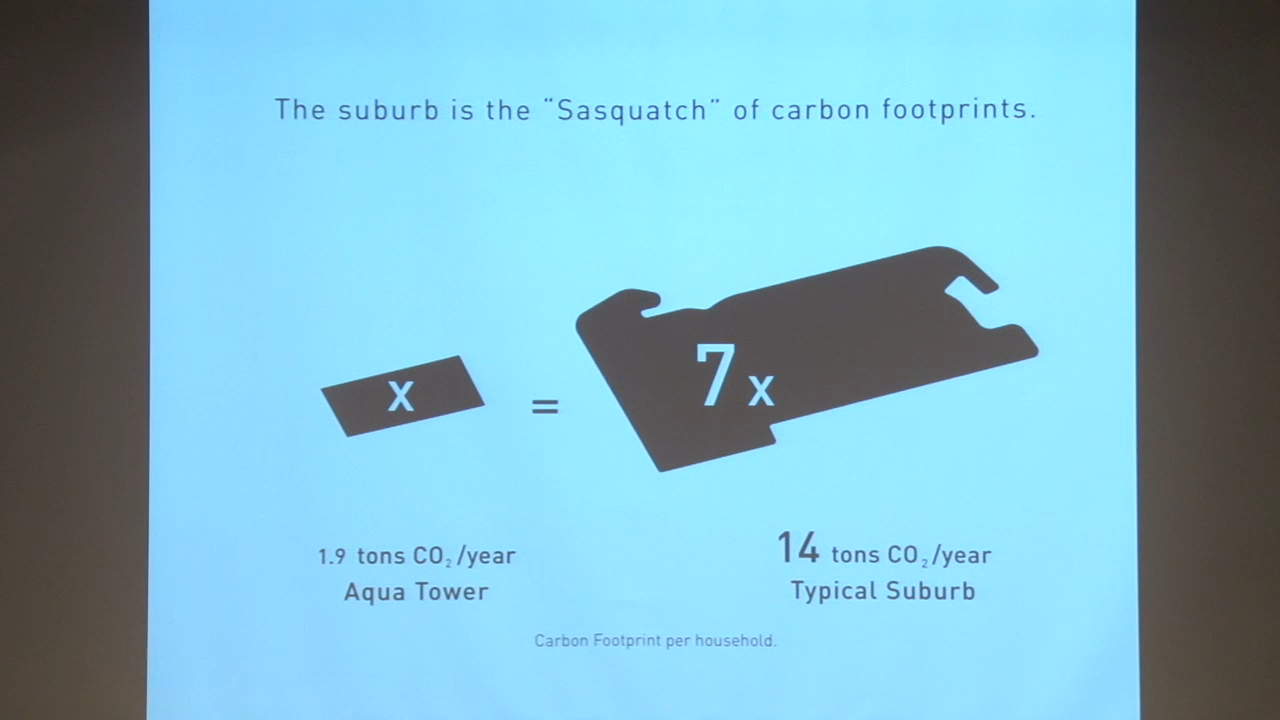 The suburb is the “Sasquatch” of carbon footprints.
x = 7x
1.9 tons CO₂/year
Aqua Tower
14 tons CO₂/year
Typical Suburb
Carbon Footprint per household.